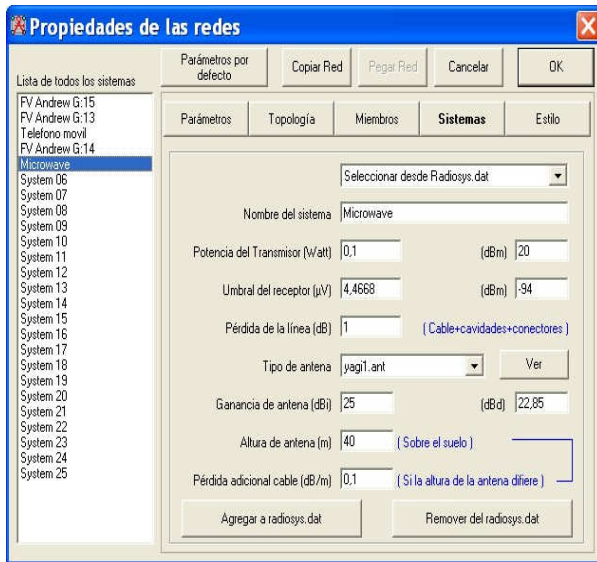 Propiedades de las redes
Parámetros por defecto
Copiar Red
Pegar Red
Cancelar
OK
Lista de todos los sistemas
FV Andrew G:15
FV Andrew G:13
Telefono movil
FV Andrew G:14
Microwave
System 06
System 07
System 08
System 09
System 10
System 11
System 12
System 13
System 14
System 15
System 16
System 17
System 18
System 19
System 20
System 21
System 22
System 23
System 24
System 25
Parámetros
Topología
Miembros
Sistemas
Estilo
Seleccionar desde Radiosys.dat
Nombre del sistema Microwave
Potencia del Transmisor (Watt) 0,1 (dBm) 20
Umbral del receptor (µV) 4,4668 (dBm) -94
Pérdida de la línea (dB) 1 ( Cable+cavidades+conectores )
Tipo de antena yagi1.ant Ver
Ganancia de antena (dBi) 25 (dBd) 22,85
Altura de antena (m) 40 ( Sobre el suelo )
Pérdida adicional cable (dB/m) 0,1 ( Si la altura de la antena difiere )
Agregar a radiosys.dat
Remover del radiosys.dat